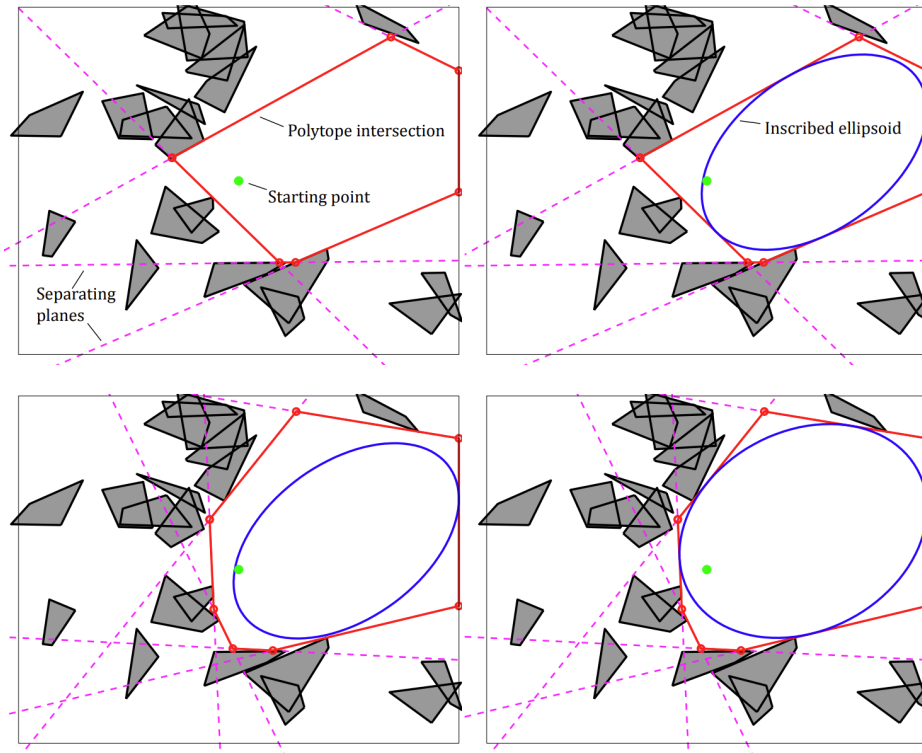 Polytope intersection
Starting point
Separating
planes
Inscribed ellipsoid